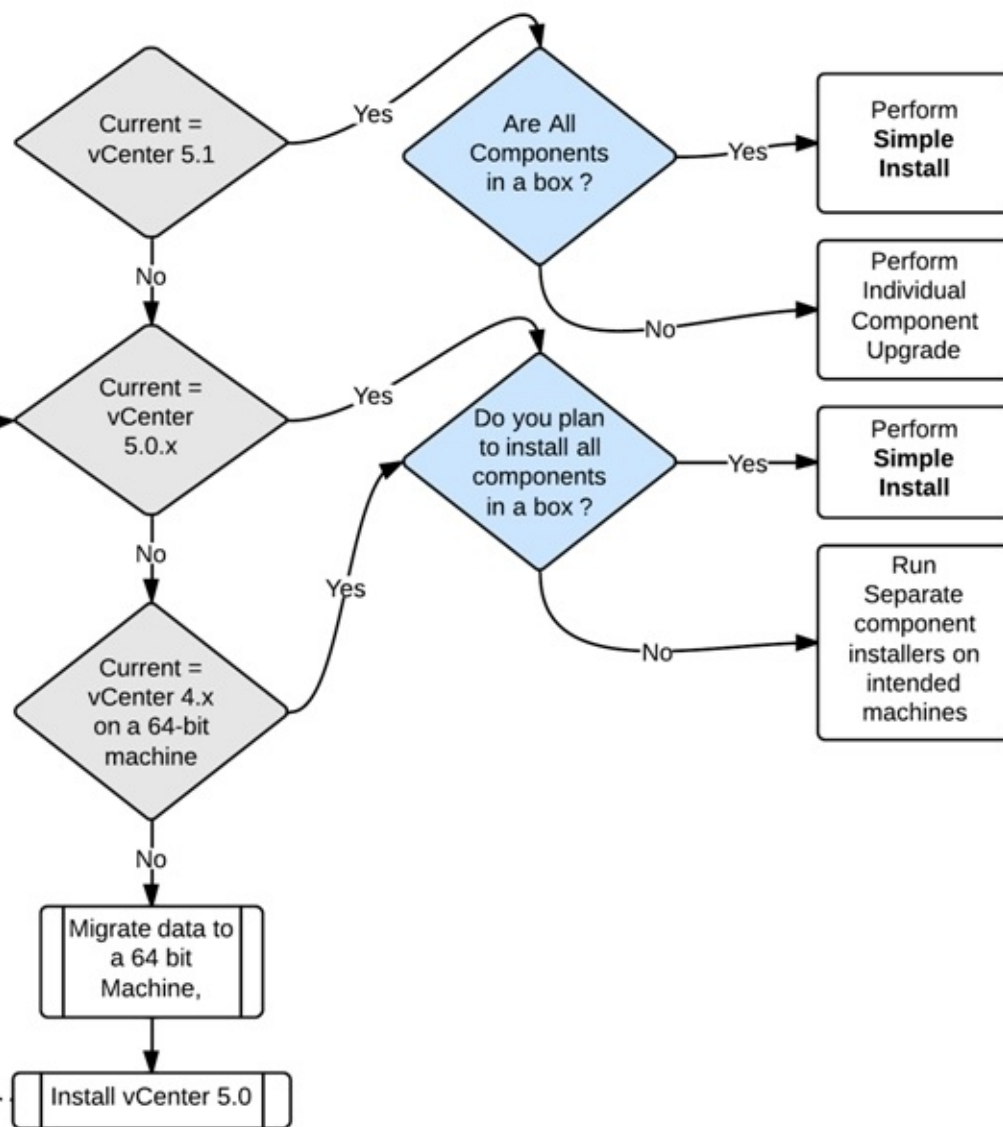 Current =
vCenter 5.1
Yes
Are All
Components
in a box ?
Yes
Perform
Simple
Install
No
No
Perform
Individual
Component
Upgrade
Current =
vCenter
5.0.x
Yes
Do you plan
to install all
components
in a box ?
Yes
Perform
Simple
Install
No
Yes
No
Run
Separate
component
installers on
intended
machines
Current =
vCenter 4.x
on a 64-bit
machine
No
Migrate data to
a 64 bit
Machine,
Install vCenter 5.0